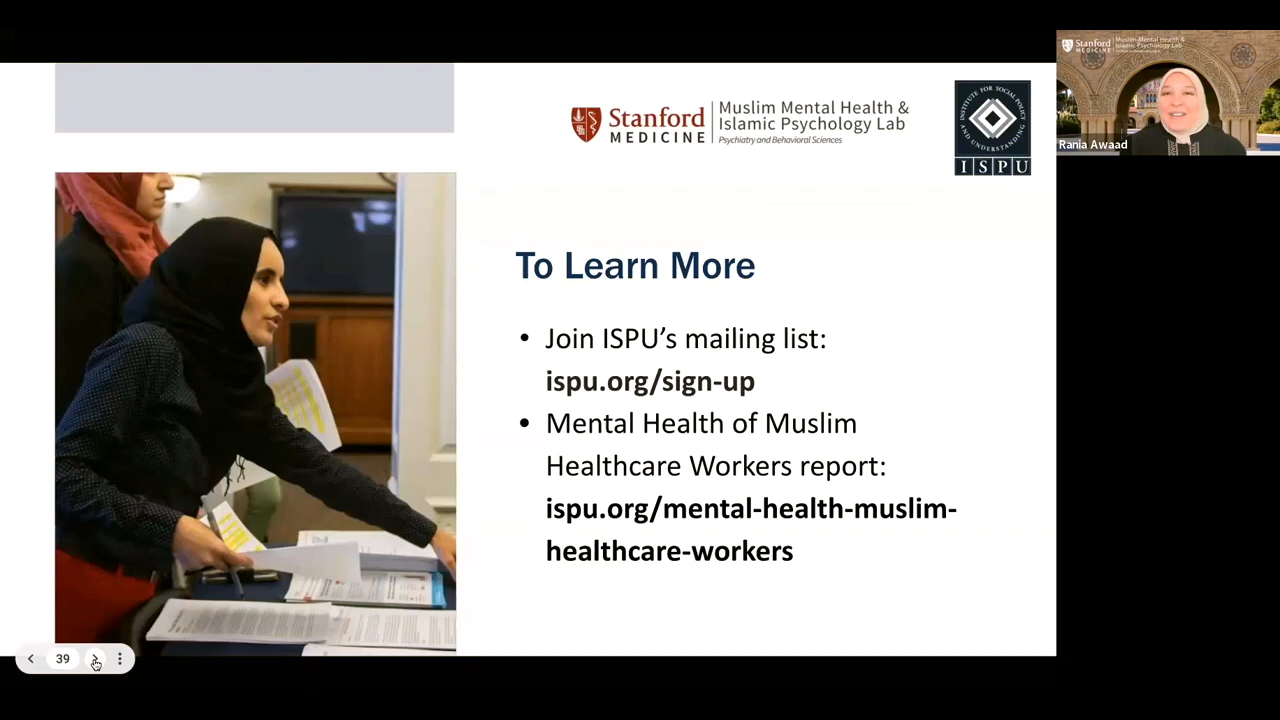 Stanford
MEDICINE
Muslim Mental Health &
Islamic Psychology Lab
Psychiatry and Behavioral Sciences
INSTITUTE FOR SOCIAL POLICY
AND UNDERSTANDING
ISPU
Stanford
MEDICINE
Muslim Mental Health &
Islamic Psychology Lab
Rania Awaad
To Learn More
• Join ISPU’s mailing list:
ispu.org/sign-up
• Mental Health of Muslim
Healthcare Workers report:
ispu.org/mental-health-muslim-
healthcare-workers
39